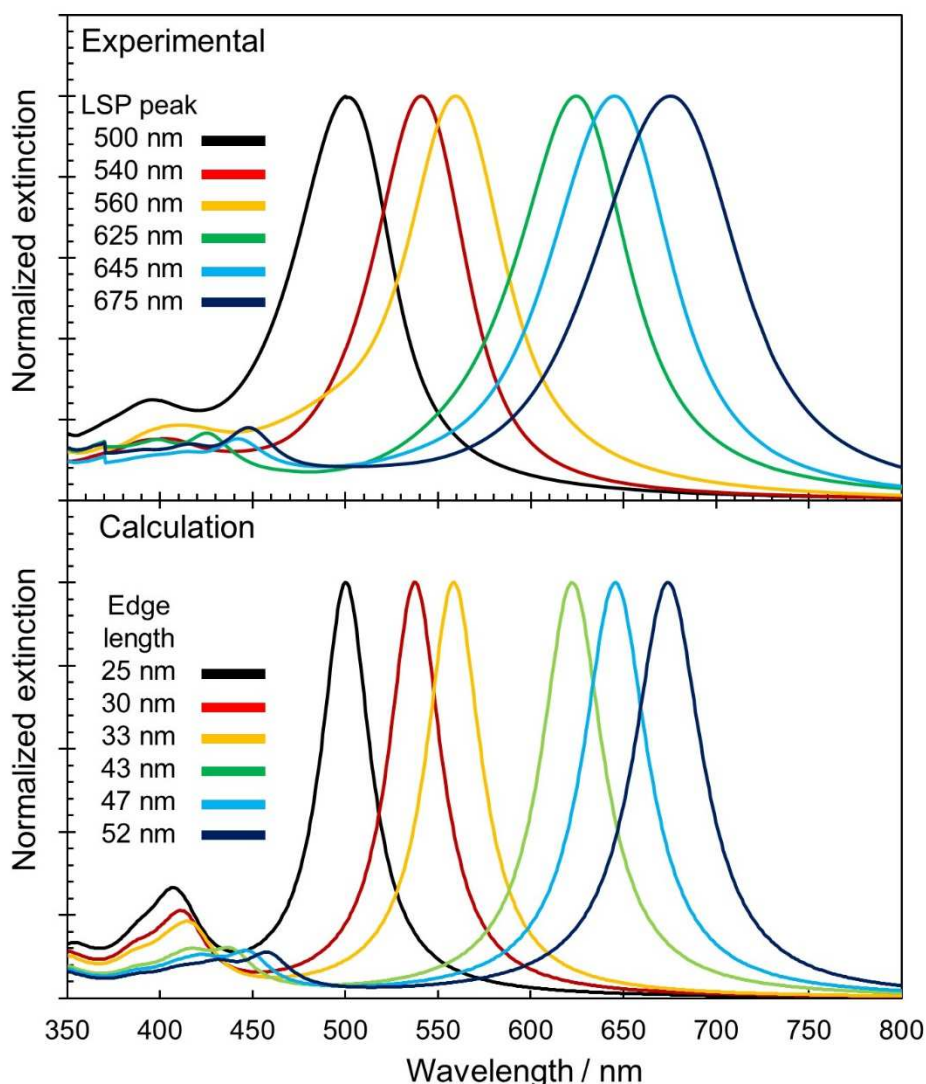 Experimental
LSP peak
500 nm
540 nm
560 nm
625 nm
645 nm
675 nm
Normalized extinction
Calculation
Edge
length
25 nm
30 nm
33 nm
43 nm
47 nm
52 nm
Normalized extinction
350 400 450 500 550 600 650 700 750 800
Wavelength / nm